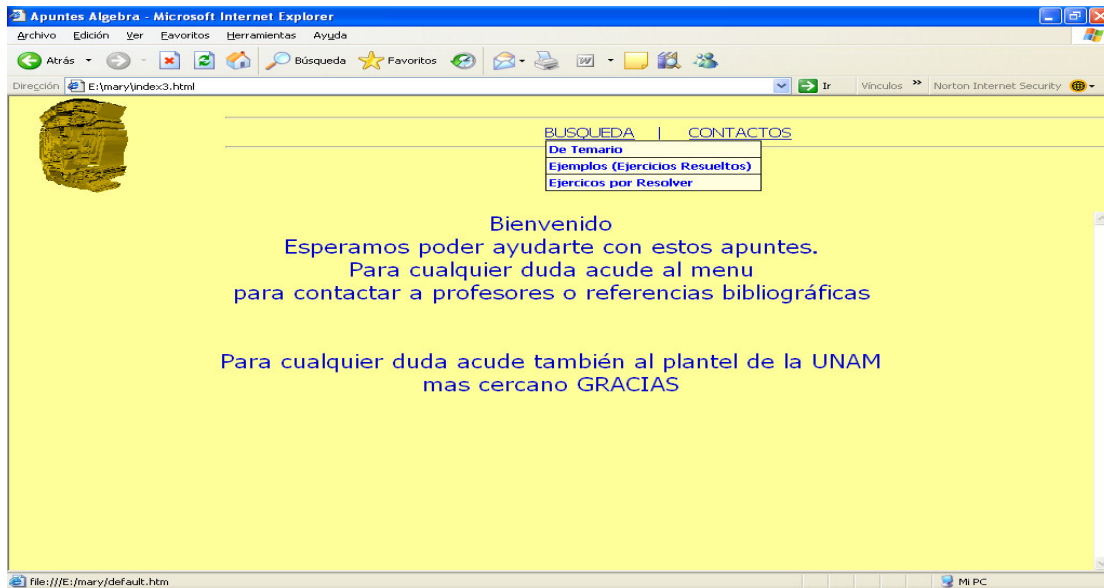 Apuntes Algebra - Microsoft Internet Explorer
Archivo Edición Ver Favoritos Herramientas Ayuda
Atrás Búsqueda Favoritos
Dirección E:\mary\index3.html Ir Vínculos » Norton Internet Security
BUSQUEDA | CONTACTOS
De Temario
Ejemplos (Ejercicios Resueltos)
Ejercicos por Resolver
Bienvenido
Esperamos poder ayudarte con estos apuntes.
Para cualquier duda acude al menu
para contactar a profesores o referencias bibliográficas
Para cualquier duda acude también al plantel de la UNAM
mas cercano GRACIAS
file:///E:/mary/default.htm Mi PC